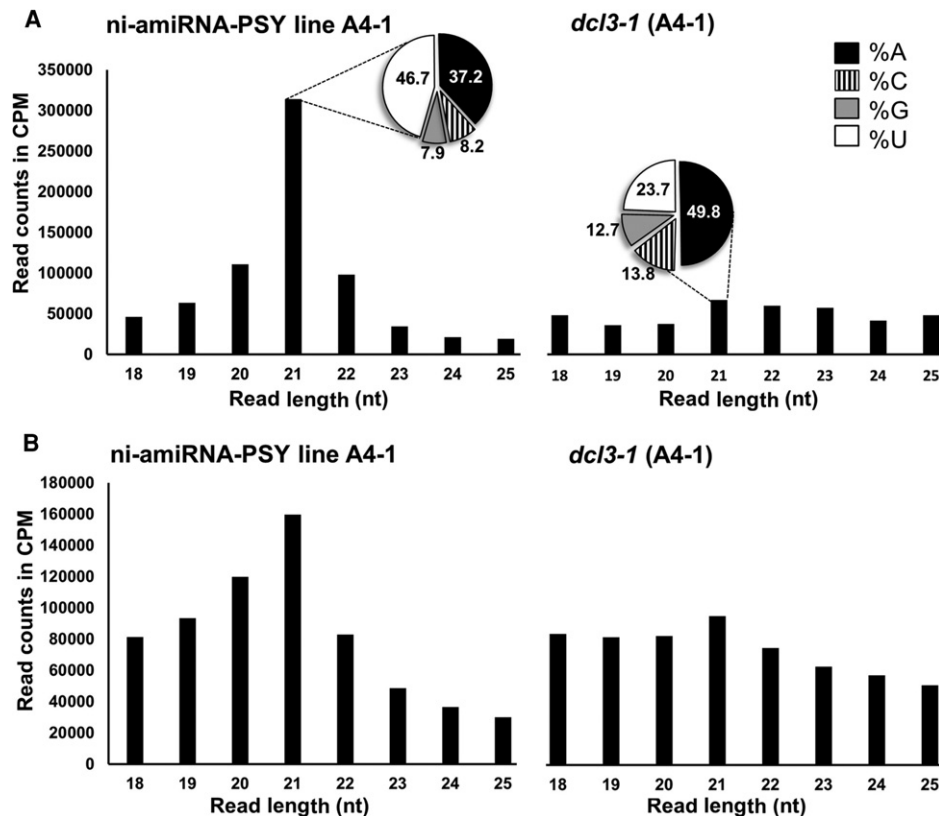 A
ni-amiRNA-PSY line A4-1
dcl3-1 (A4-1)
%A
%C
%G
%U
Read counts in CPM
350000
300000
250000
200000
150000
100000
50000
0
46.7
37.2
7.9
8.2
23.7
49.8
12.7
13.8
18 19 20 21 22 23 24 25
Read length (nt)
18 19 20 21 22 23 24 25
Read length (nt)
B
ni-amiRNA-PSY line A4-1
dcl3-1 (A4-1)
Read counts in CPM
180000
160000
140000
120000
100000
80000
60000
40000
20000
0
18 19 20 21 22 23 24 25
Read length (nt)
18 19 20 21 22 23 24 25
Read length (nt)